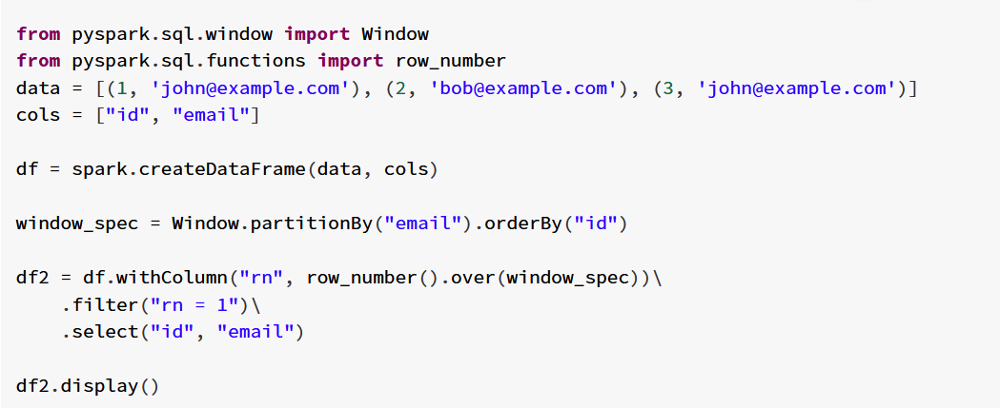 from pyspark.sql.window import Window
from pyspark.sql.functions import row_number
data = [(1, 'john@example.com'), (2, 'bob@example.com'), (3, 'john@example.com')]
cols = ["id", "email"]

df = spark.createDataFrame(data, cols)

window_spec = Window.partitionBy("email").orderBy("id")

df2 = df.withColumn("rn", row_number().over(window_spec))\
    .filter("rn = 1")\
    .select("id", "email")

df2.display()